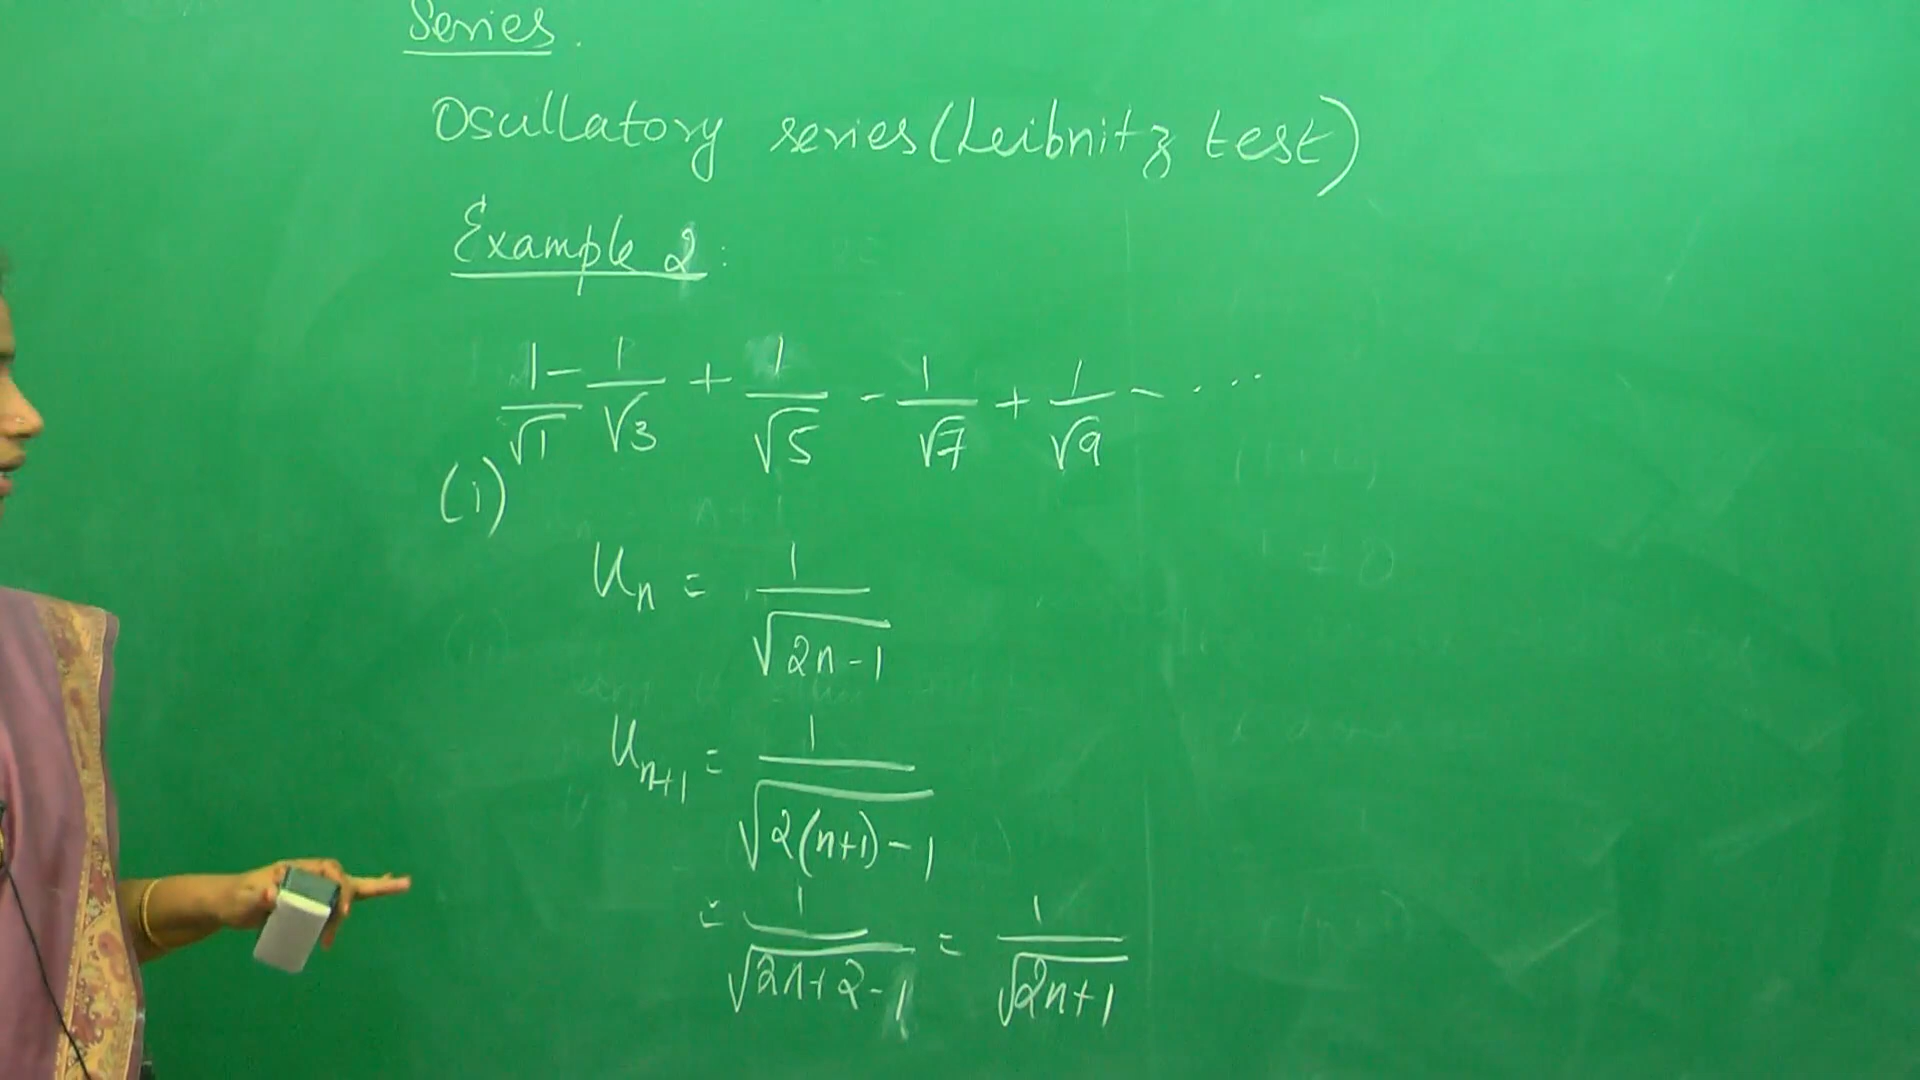 Series.
Oscillatory series (Leibnitz test)
Example 2:
1/√1 - 1/√3 + 1/√5 - 1/√7 + 1/√9 - ....
(i)
Un = 1/√(2n-1)
Un+1 = 1/√(2(n+1)-1)
= 1/√(2n+2-1) = 1/√(2n+1)